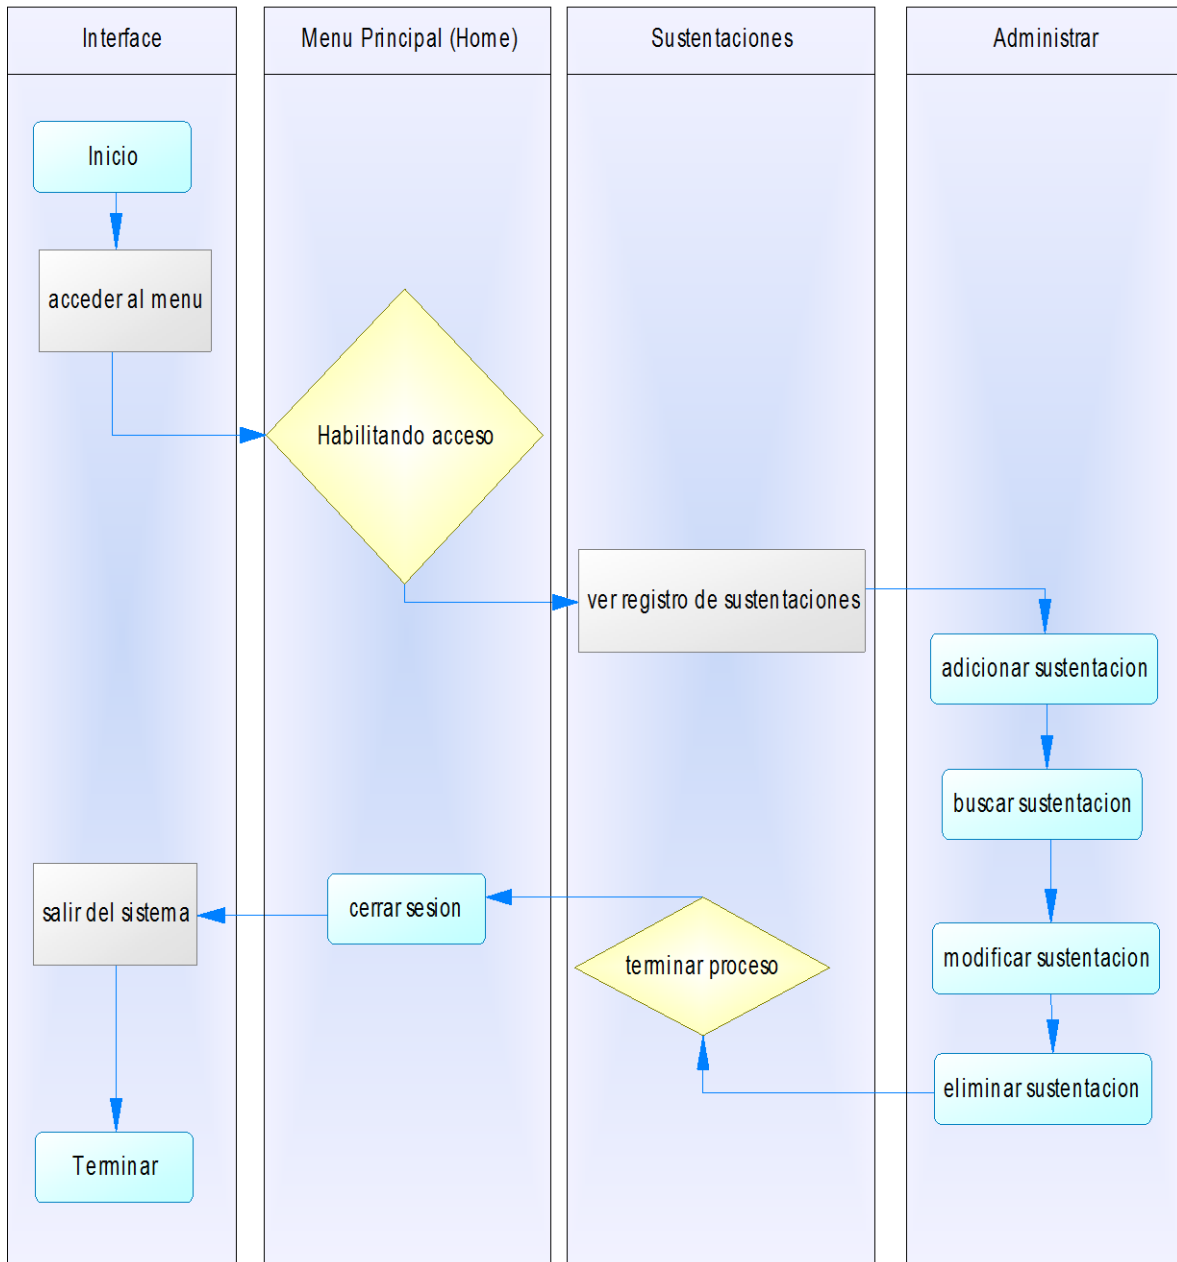 Interface
Menu Principal (Home)
Sustentaciones
Administrar
Inicio
acceder al menu
Habilitando acceso
ver registro de sustentaciones
adicionar sustentacion
buscar sustentacion
modificar sustentacion
eliminar sustentacion
terminar proceso
cerrar sesion
salir del sistema
Terminar